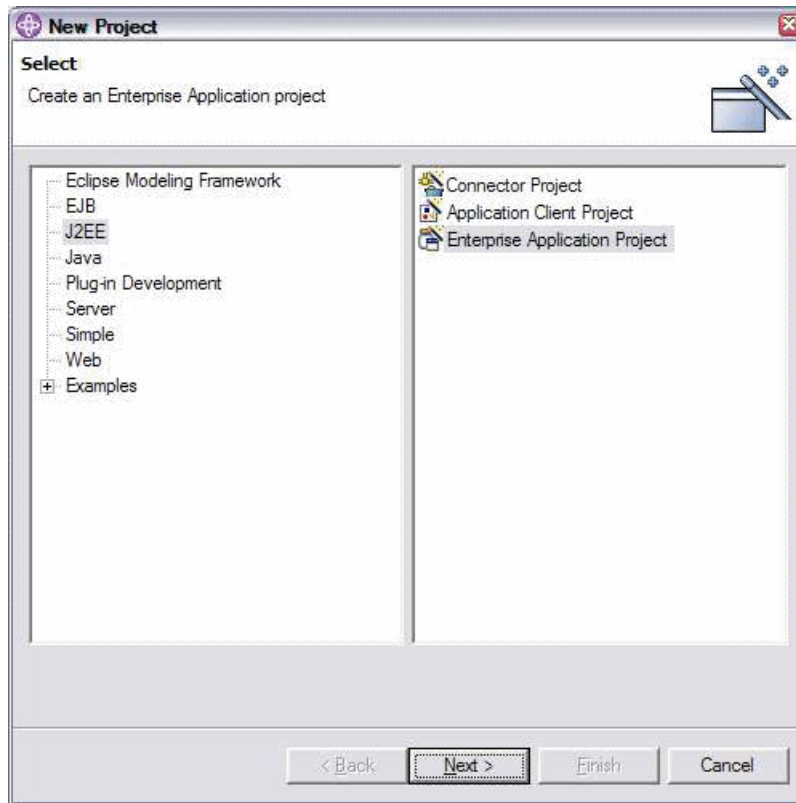 New Project
Select
Create an Enterprise Application project
Eclipse Modeling Framework
EJB
J2EE
Java
Plug-in Development
Server
Simple
Web
Examples
Connector Project
Application Client Project
Enterprise Application Project
< Back
Next >
Finish
Cancel